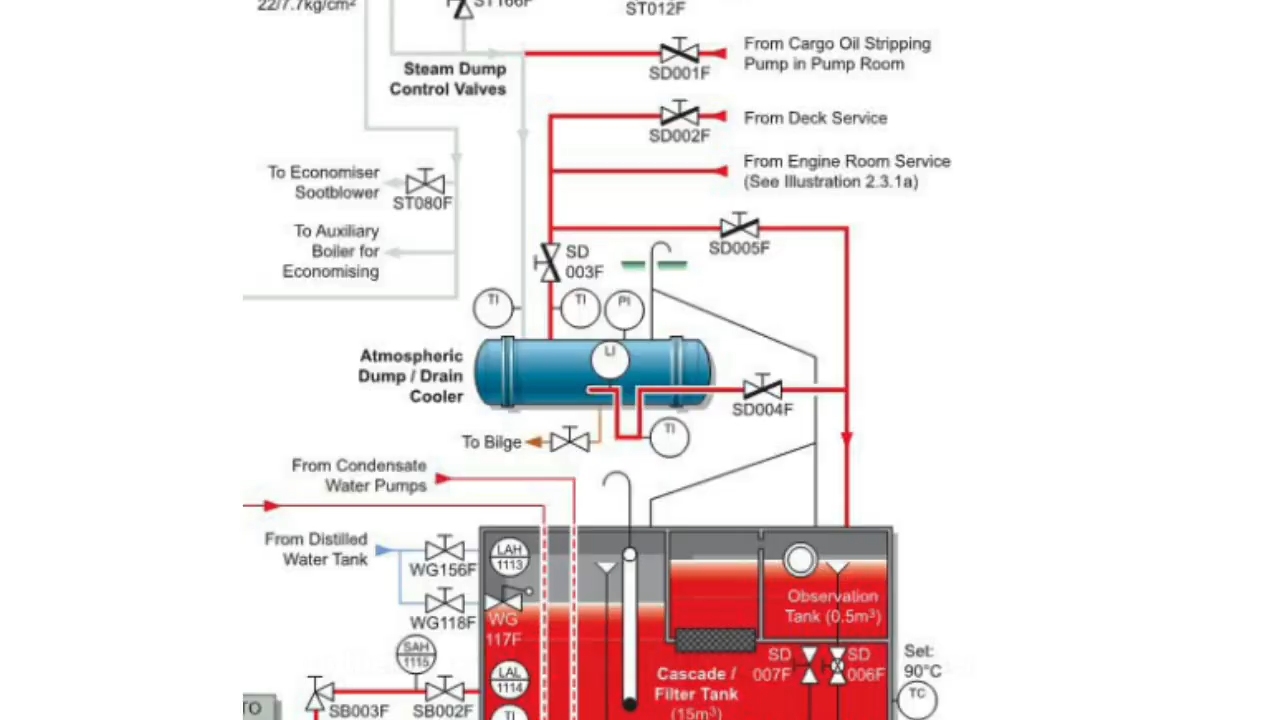 22/7.7kg/cm²
ST166F
ST012F
Steam Dump
Control Valves
SD001F
From Cargo Oil Stripping
Pump in Pump Room
SD002F
From Deck Service
From Engine Room Service
(See Illustration 2.3.1a)
To Economiser
Sootblower
ST080F
To Auxiliary
Boiler for
Economising
SD
003F
SD005F
TI
TI
PI
LI
Atmospheric
Dump / Drain
Cooler
SD004F
To Bilge
TI
From Condensate
Water Pumps
From Distilled
Water Tank
WG156F
LAH
1113
WG118F
WG
117F
Observation
Tank (0.5m³)
SAH
1115
LAL
1114
Cascade /
Filter Tank
(15m³)
SD
007F
SD
006F
Set:
90°C
TC
TO
SB003F
SB002F
TI